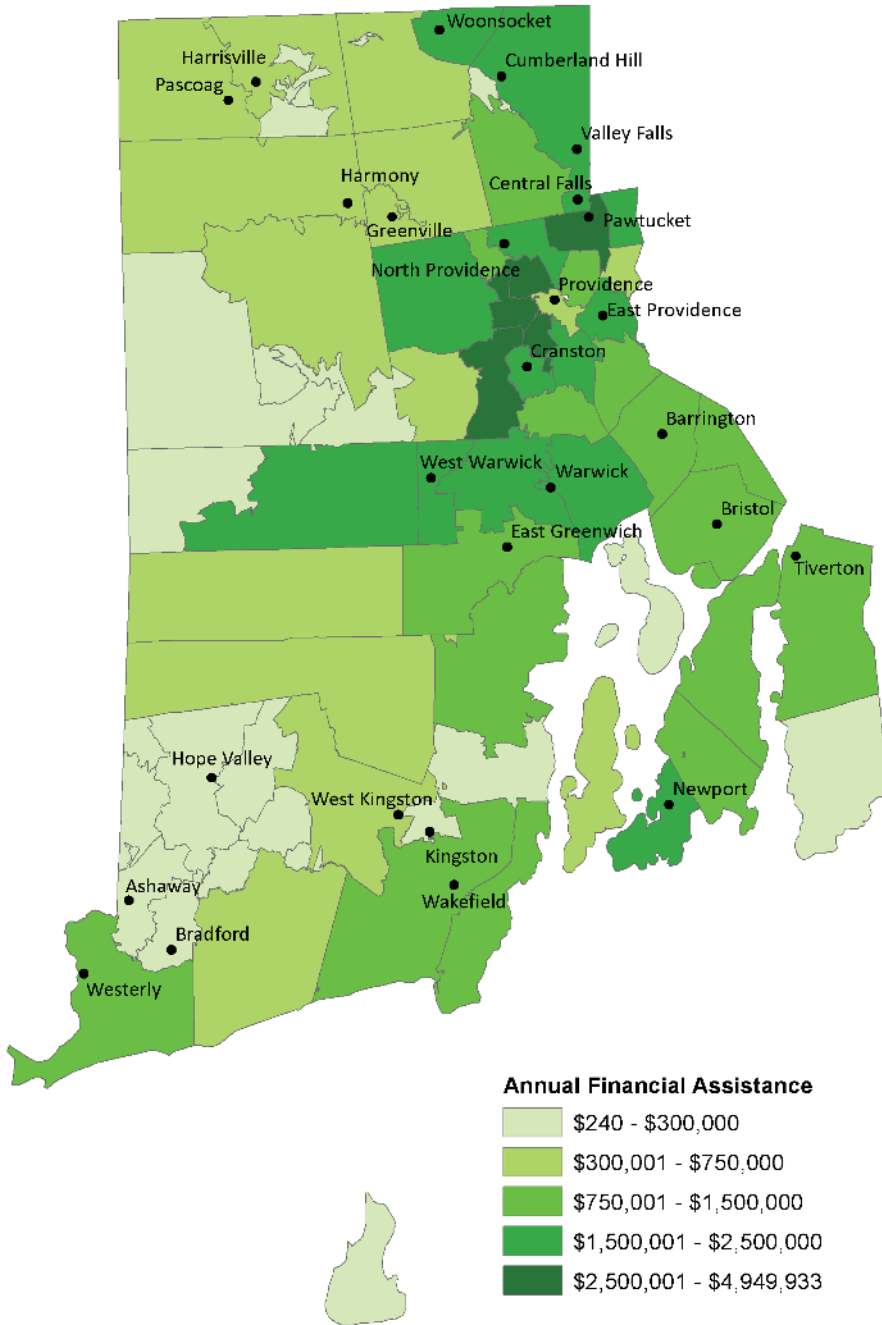 Woonsocket
Harrisville
Cumberland Hill
Pascoag
Valley Falls
Harmony
Central Falls
Greenville
Pawtucket
North Providence
Providence
East Providence
Cranston
Barrington
West Warwick
Warwick
Bristol
East Greenwich
Tiverton
Hope Valley
Newport
West Kingston
Kingston
Ashaway
Wakefield
Bradford
Westerly
Annual Financial Assistance
$240 - $300,000
$300,001 - $750,000
$750,001 - $1,500,000
$1,500,001 - $2,500,000
$2,500,001 - $4,949,933